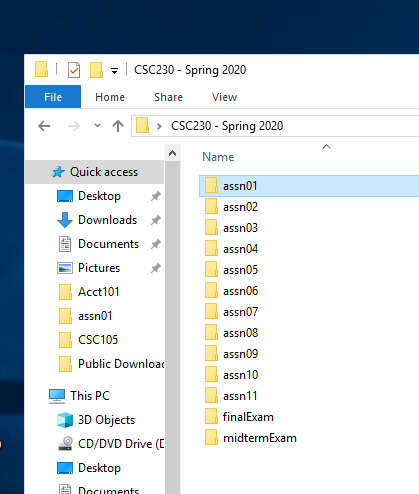 CSC230 - Spring 2020
File Home Share View
CSC230 - Spring 2020
Name
Quick access
Desktop
Downloads
Documents
Pictures
Acct101
assn01
CSC105
Public Downloa
This PC
3D Objects
CD/DVD Drive (D
Desktop
Documents
assn01
assn02
assn03
assn04
assn05
assn06
assn07
assn08
assn09
assn10
assn11
finalExam
midtermExam